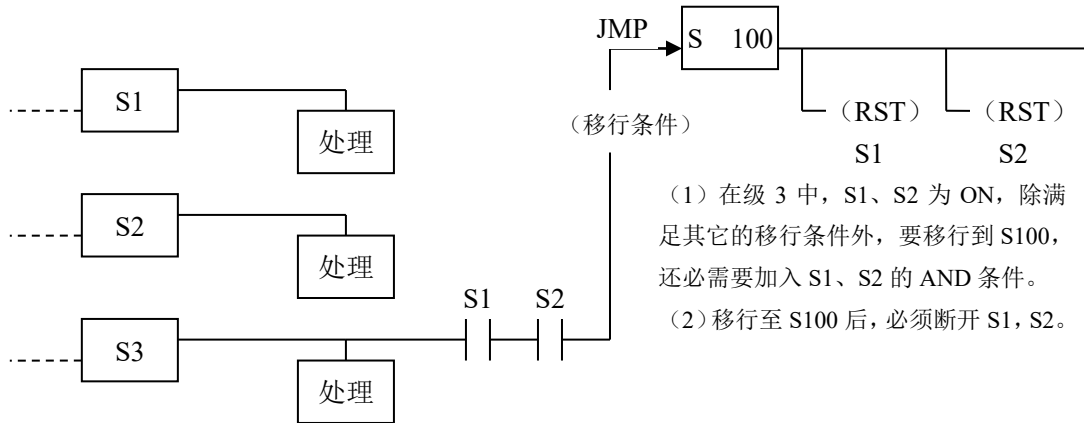 JMP
S 100
S1
处理
（移行条件）
（RST）
S1
（RST）
S2
S2
处理
（1）在级 3 中，S1、S2 为 ON，除满
足其它的移行条件外，要移行到 S100，
还必需要加入 S1、S2 的 AND 条件。
（2）移行至 S100 后，必须断开 S1，S2。
S1
S2
S3
处理